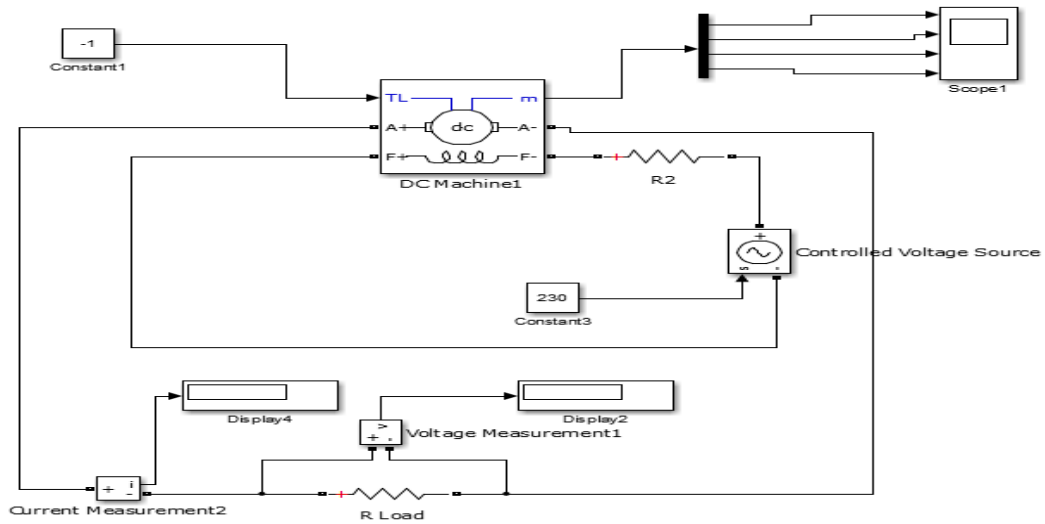 -1
Constant1
Scope1
TL
m
A+
dc
A-
F+
F-
DC Machine1
+
R2
+
Controlled Voltage Source
s
-
230
Constant3
Display4
Display2
v
+ -
Voltage Measurement1
+
i
-
Current Measurement2
+
R Load